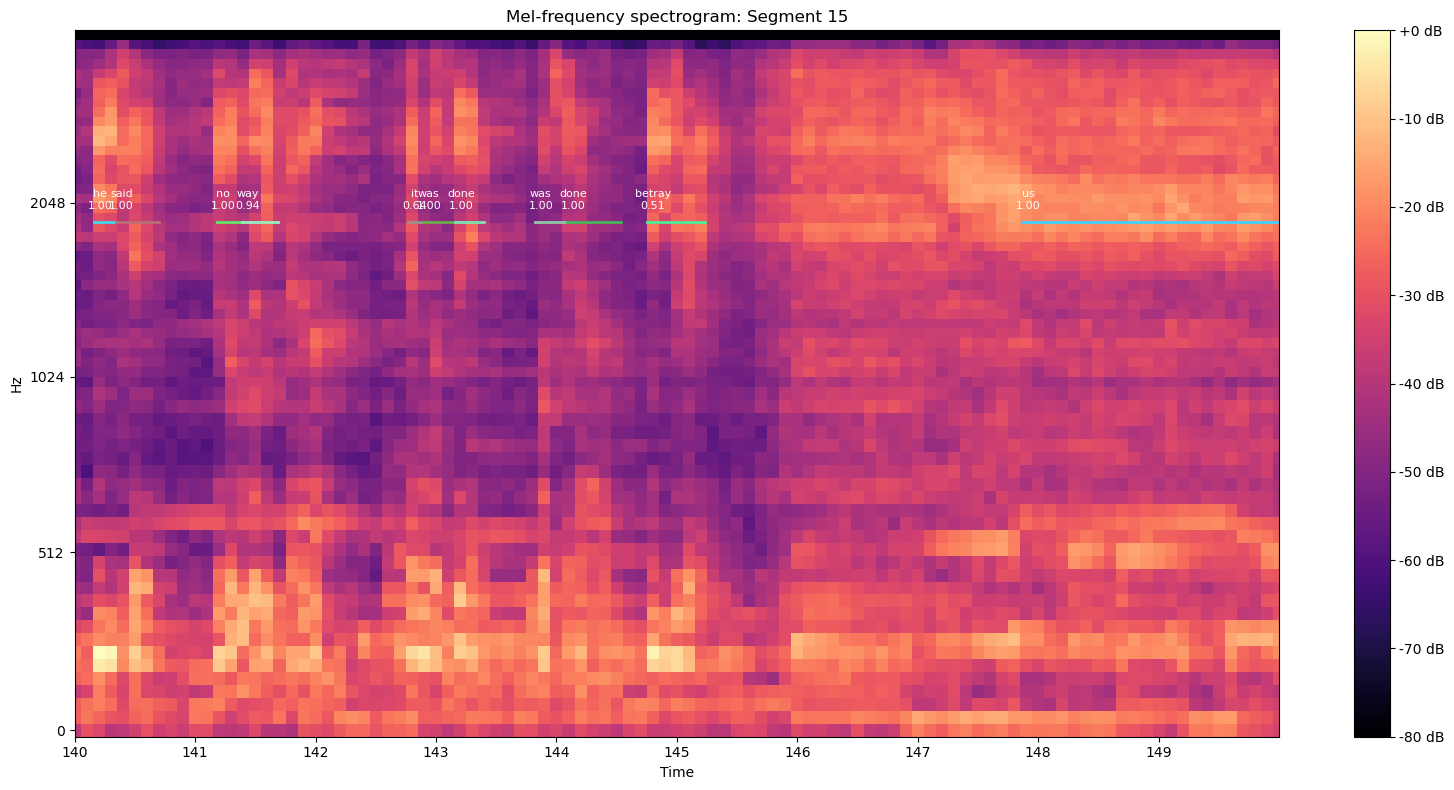 Mel-frequency spectrogram: Segment 15
he said no way it was done was done betray us
1.00 1.00 1.00 0.94 0.64 1.00 1.00 1.00 0.51 1.00
Hz
2048
1024
512
0
140 141 142 143 144 145 146 147 148 149
Time
+0 dB
-10 dB
-20 dB
-30 dB
-40 dB
-50 dB
-60 dB
-70 dB
-80 dB